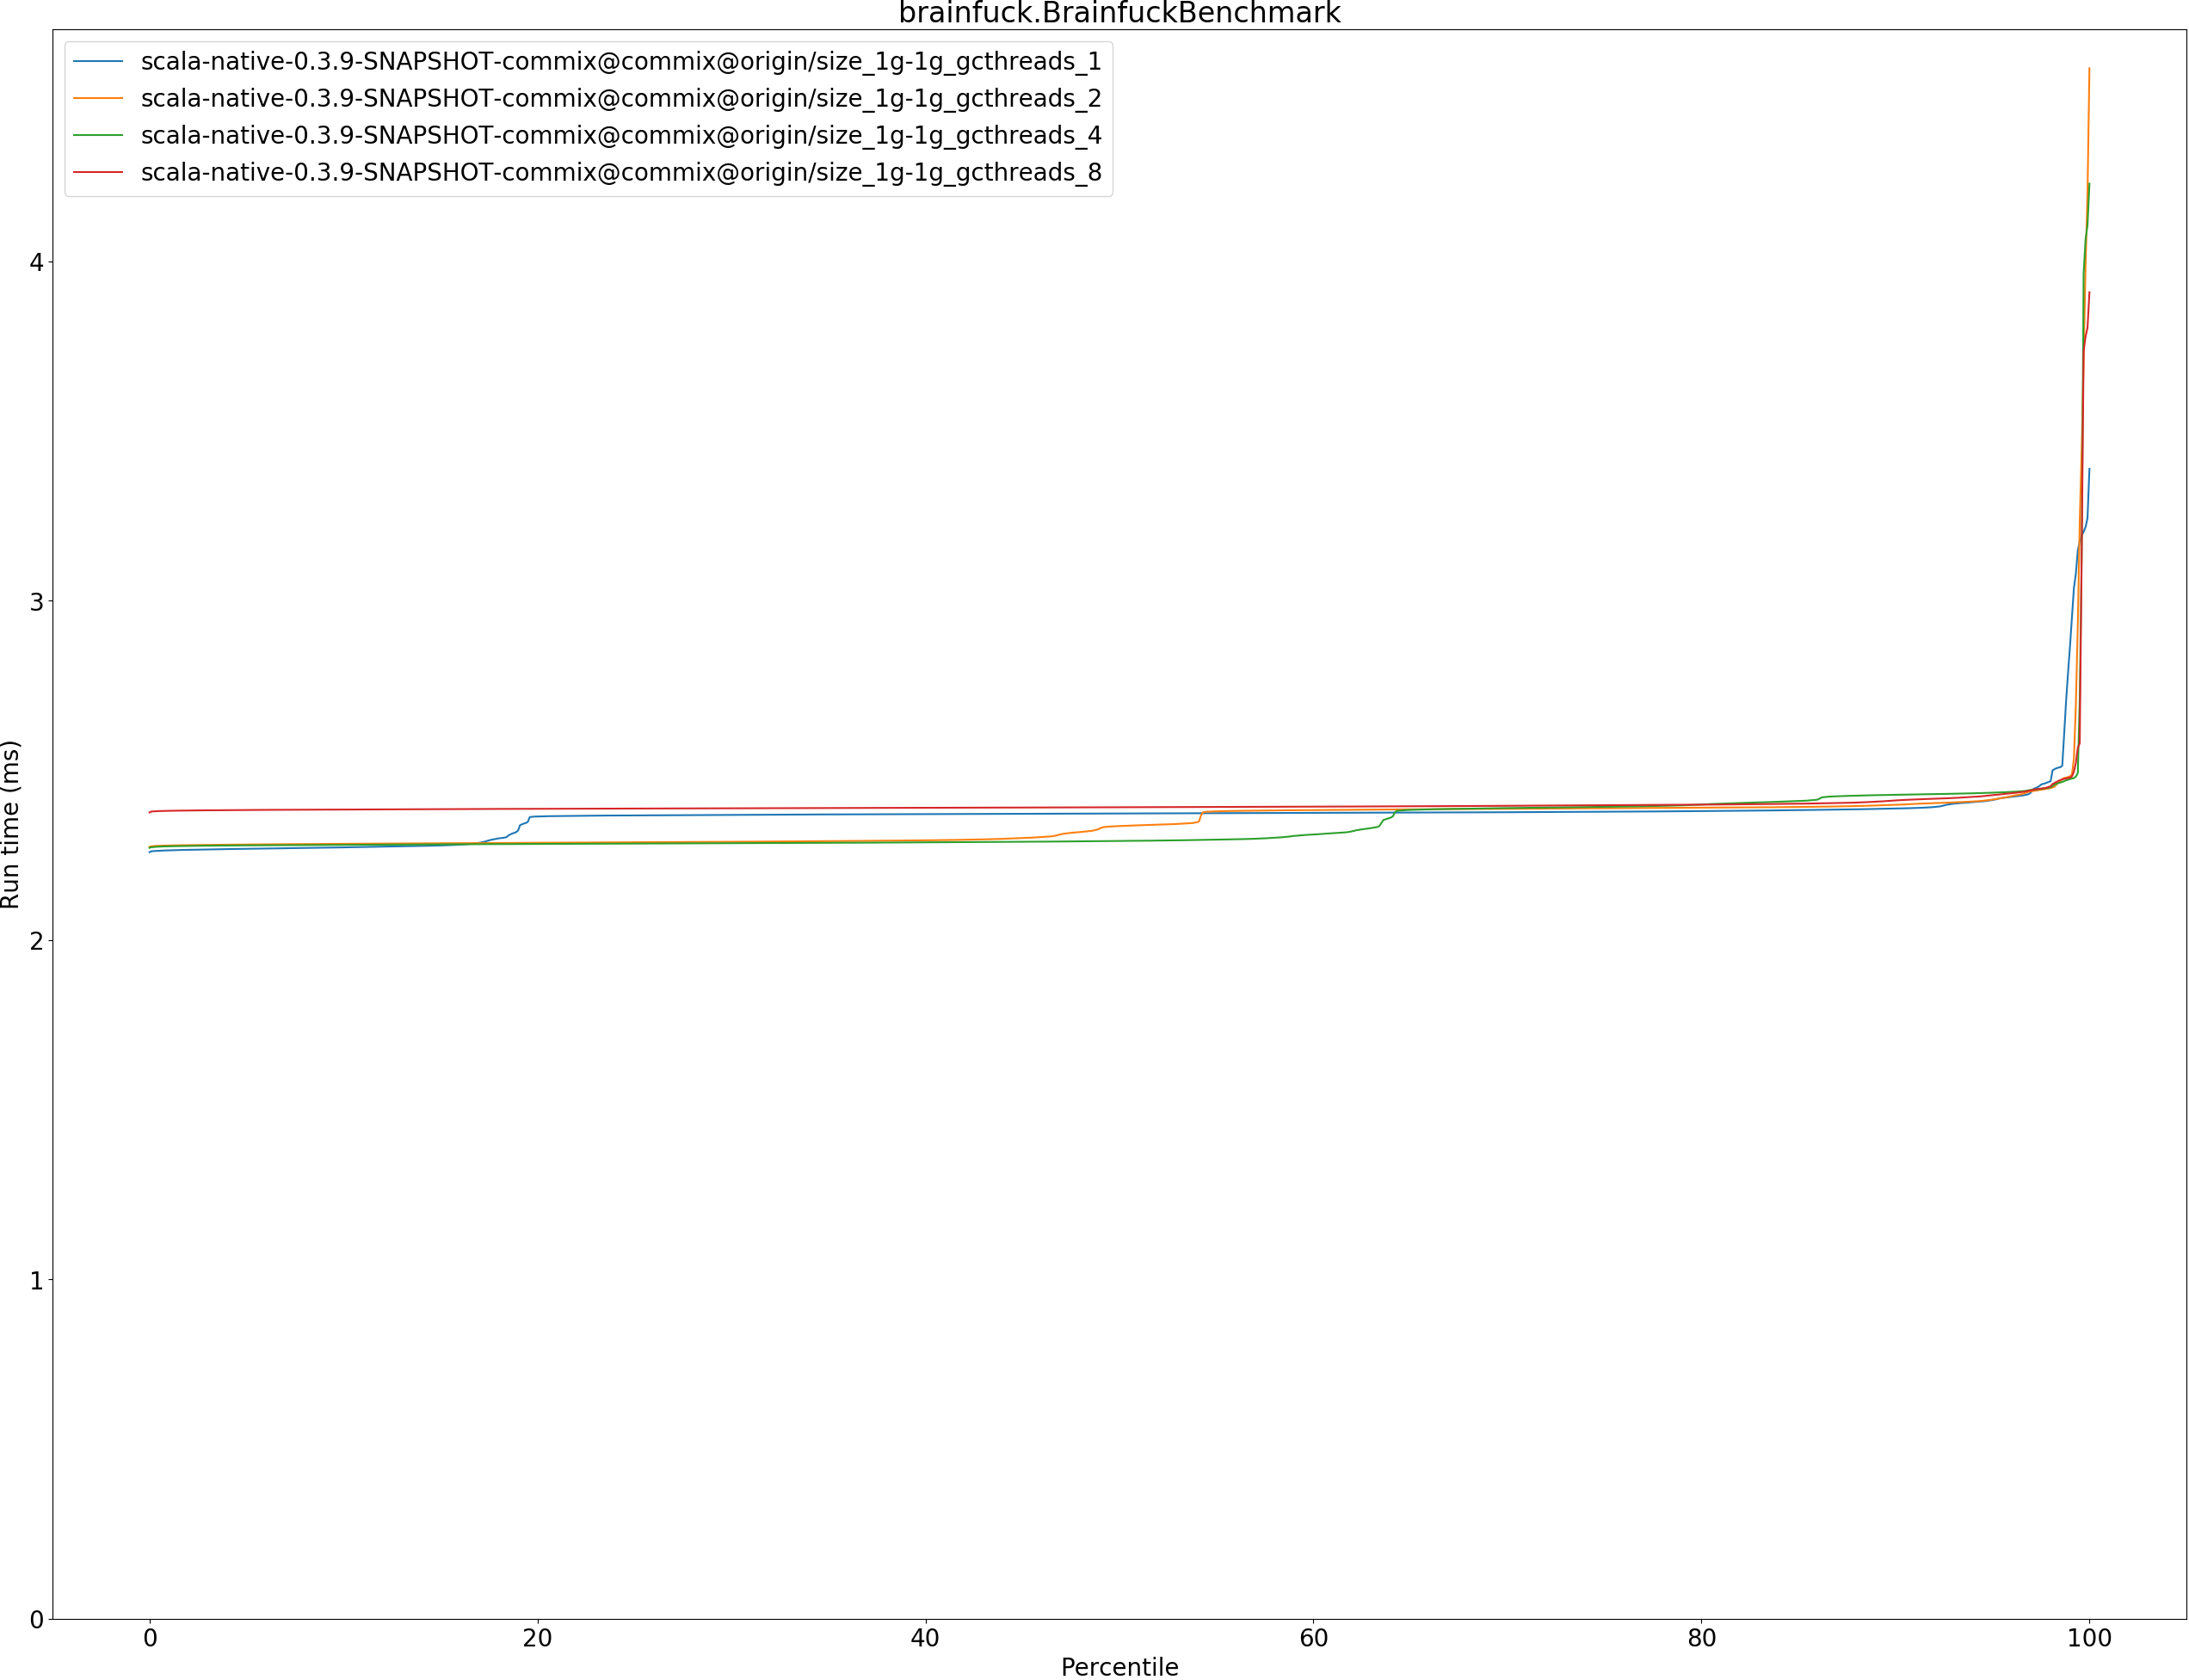 brainfuck.BrainfuckBenchmark
scala-native-0.3.9-SNAPSHOT-commix@commix@origin/size_1g-1g_gcthreads_1
scala-native-0.3.9-SNAPSHOT-commix@commix@origin/size_1g-1g_gcthreads_2
scala-native-0.3.9-SNAPSHOT-commix@commix@origin/size_1g-1g_gcthreads_4
scala-native-0.3.9-SNAPSHOT-commix@commix@origin/size_1g-1g_gcthreads_8
4
3
2
1
0
Run time (ms)
0 20 40 60 80 100
Percentile